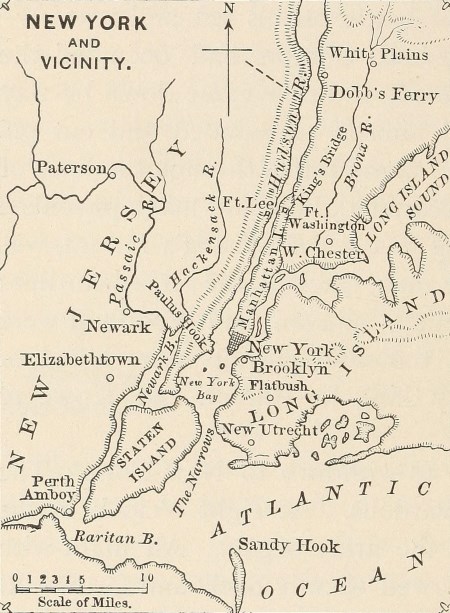 NEW YORK
AND
VICINITY.
N
White Plains
Dobb's Ferry
Hudson R.
King's Bridge
Bronx R.
Paterson
Hackensack R.
Ft. Lee
Ft.
Washington
LONG ISLAND
SOUND
W. Chester
Manhattan I.
Passaic
Paulus Hook
Newark
NEW JERSEY
New York
Brooklyn
Elizabethtown
Newark B.
New York
Bay
Flatbush
LONG ISLAND
New Utrecht
STATEN
ISLAND
The Narrows
Perth
Amboy
Raritan B.
Sandy Hook
ATLANTIC
OCEAN
0 1 2 3 4 5 10
Scale of Miles.